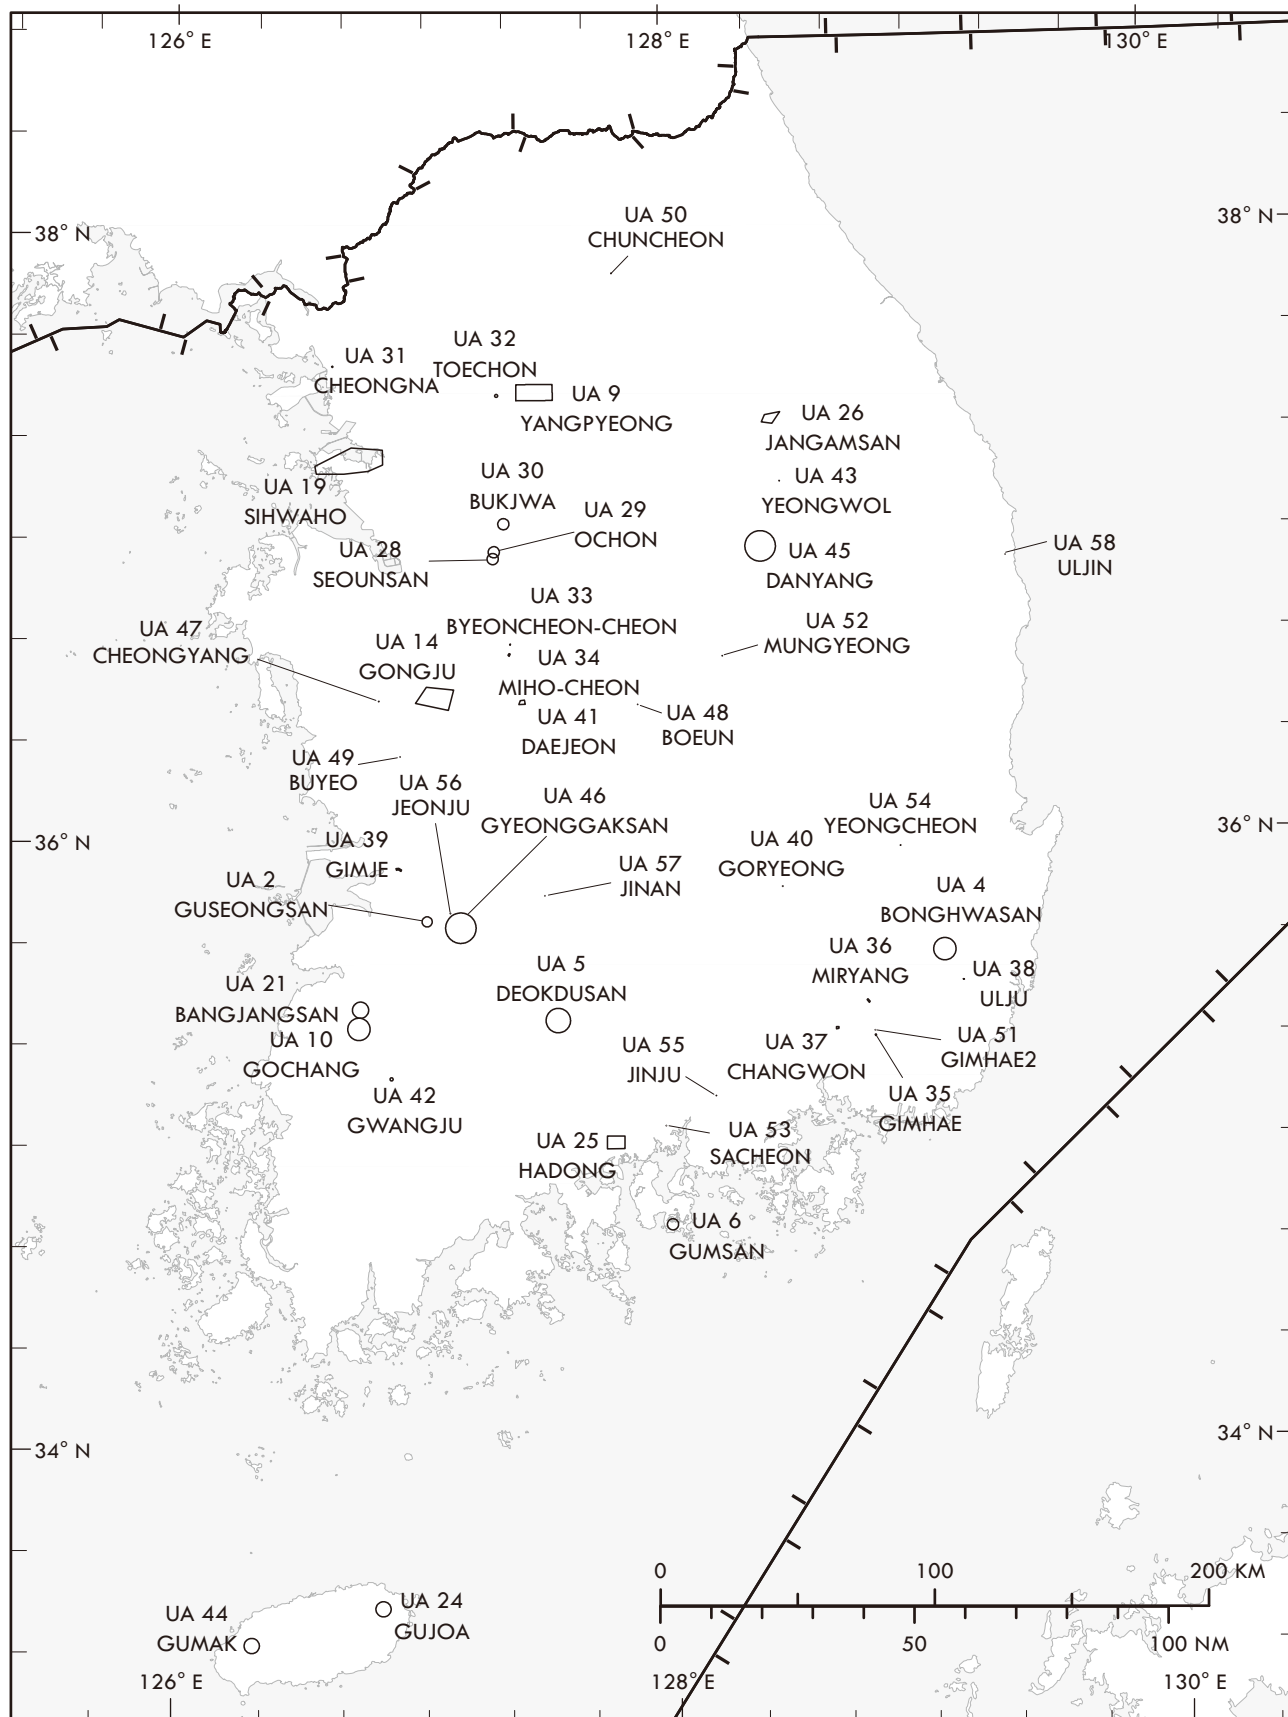 126° E
128° E
130° E
38° N
38° N
UA 50
CHUNCHEON
UA 32
TOECHON
UA 31
CHEONGNA
UA 9
YANGPYEONG
UA 26
JANGAMSAN
UA 30
BUKJWA
UA 43
YEONGWOL
UA 19
SIHWAHO
UA 29
OCHON
UA 28
SEOUNSAN
UA 45
DANYANG
UA 58
ULJIN
UA 33
BYEONCHEON-CHEON
UA 52
MUNGYEONG
UA 47
CHEONGYANG
UA 14
GONGJU
UA 34
MIHO-CHEON
UA 41
DAEJEON
UA 48
BOEUN
UA 49
BUYEO
UA 56
JEONJU
UA 46
GYEONGGAKSAN
UA 54
YEONGCHEON
36° N
36° N
UA 39
GIMJE
UA 40
GORYEONG
UA 57
JINAN
UA 2
GUSEONGSAN
UA 4
BONGHWASAN
UA 36
MIRYANG
UA 5
DEOKDUSAN
UA 38
ULJU
UA 21
BANGJANGSAN
UA 10
GOCHANG
UA 55
JINJU
UA 37
CHANGWON
UA 51
GIMHAE2
UA 42
GWANGJU
UA 35
GIMHAE
UA 25
HADONG
UA 53
SACHEON
UA 6
GUMSAN
34° N
34° N
0
100
200 KM
0
50
100 NM
UA 24
GUJOA
UA 44
GUMAK
126° E
128° E
130° E